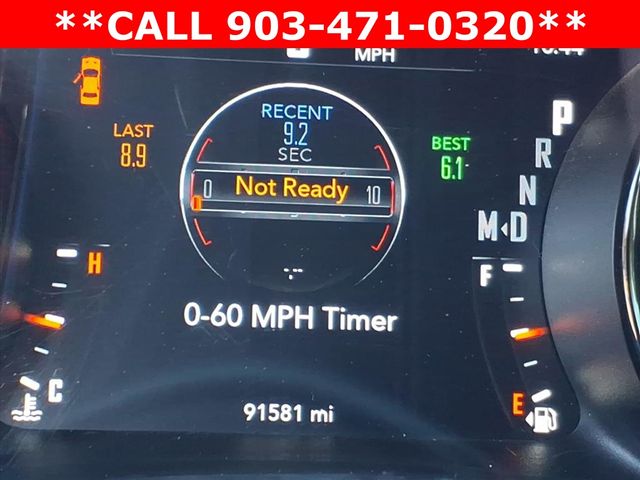 **CALL 903-471-0320**
MPH
RECENT
9.2
SEC
LAST
8.9
BEST
6.1
0 Not Ready 10
P
R
N
M◂D
H
F
-.--
0-60 MPH Timer
C
E
91581 mi